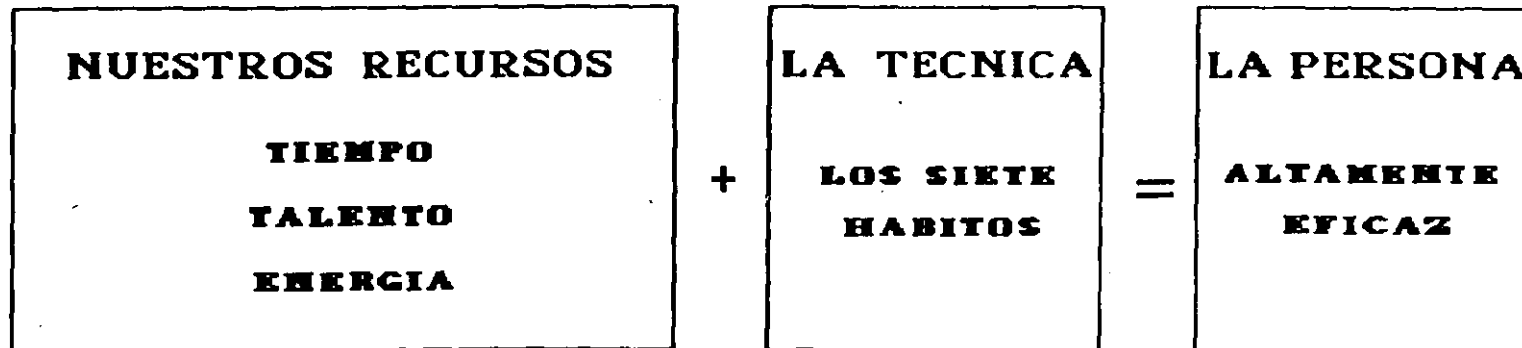 NUESTROS RECURSOS
TIEMPO
TALENTO
ENERGIA
+
LA TECNICA
LOS SIETE
HABITOS
=
LA PERSONA
ALTAMENTE
EFICAZ